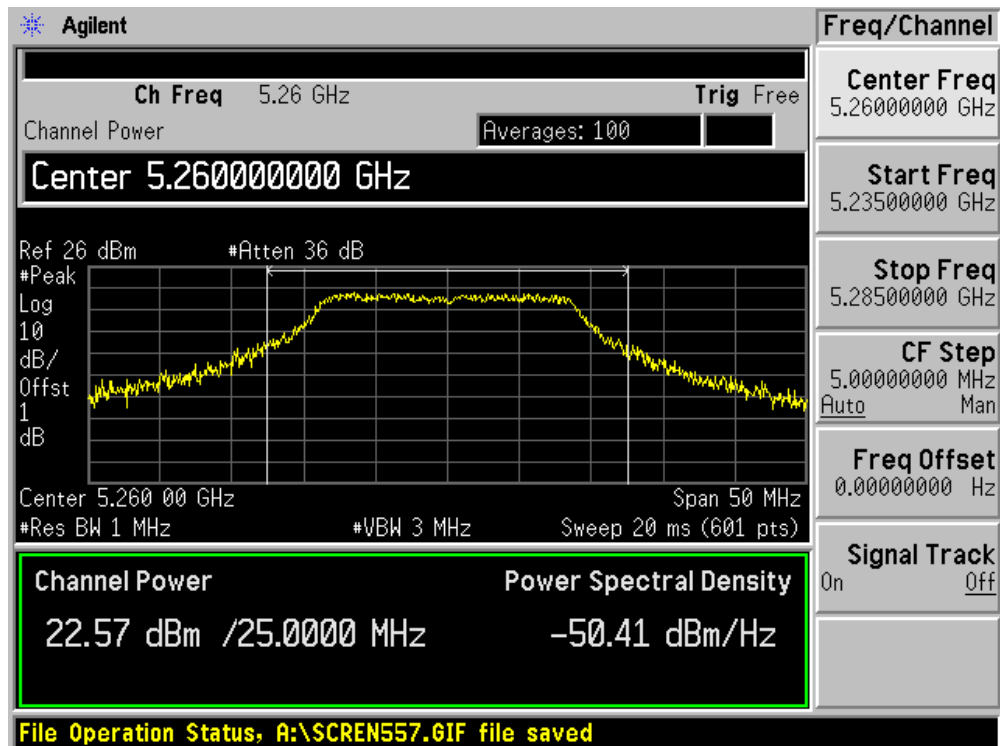 Agilent
Freq/Channel
Ch Freq 5.26 GHz Trig Free
Channel Power Averages: 100
Center 5.260000000 GHz
Ref 26 dBm #Atten 36 dB
#Peak
Log
10
dB/
Offst
1
dB
Center 5.260 00 GHz Span 50 MHz
#Res BW 1 MHz #VBW 3 MHz Sweep 20 ms (601 pts)
Channel Power Power Spectral Density
22.57 dBm /25.0000 MHz -50.41 dBm/Hz
Center Freq
5.26000000 GHz
Start Freq
5.23500000 GHz
Stop Freq
5.28500000 GHz
CF Step
5.00000000 MHz
Auto Man
Freq Offset
0.00000000 Hz
Signal Track
On Off
File Operation Status, A:\SCREN557.GIF file saved